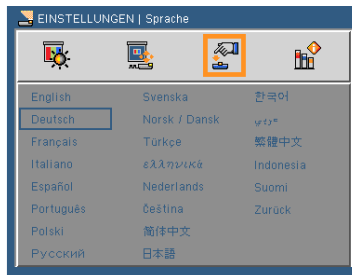 EINSTELLUNGEN | Sprache
English
Deutsch
Français
Italiano
Español
Português
Polski
Русский
Svenska
Norsk / Dansk
Türkçe
ελληνικά
Nederlands
Čeština
简体中文
日本語
한국어
繁體中文
Indonesia
Suomi
Zurück